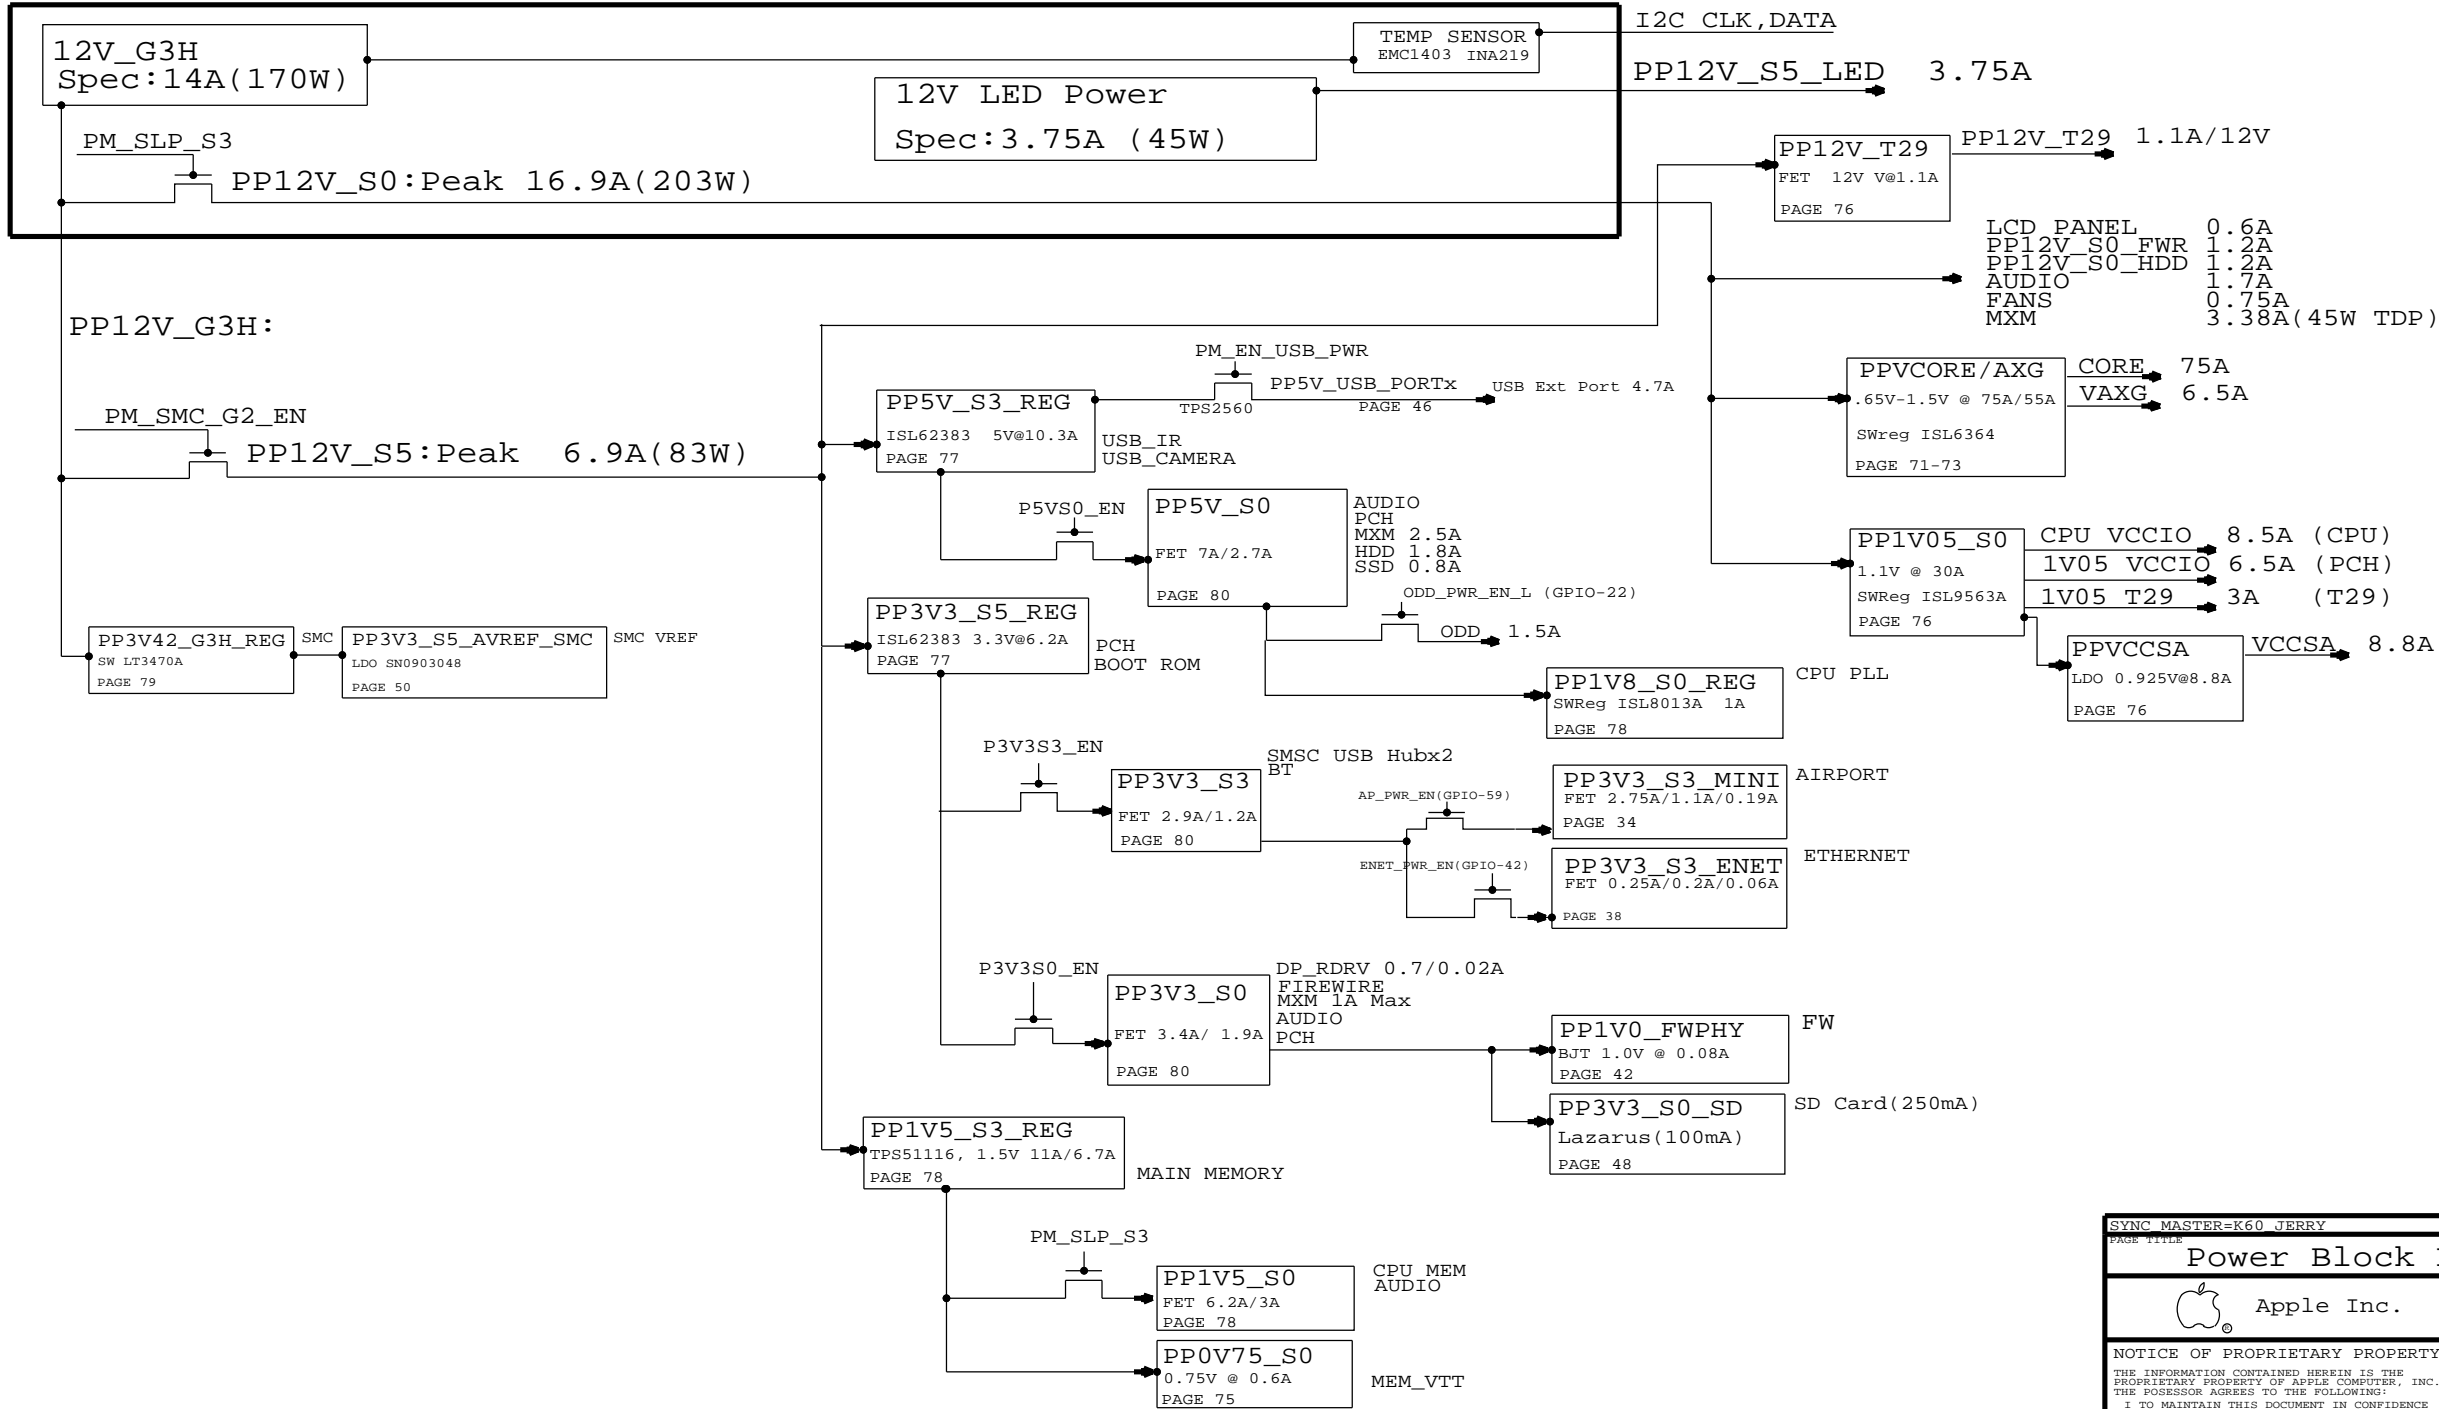 12V_G3H
Spec:14A(170W)
TEMP SENSOR
EMC1403 INA219
I2C CLK,DATA
12V LED Power
Spec:3.75A (45W)
PP12V_S5_LED 3.75A
PM_SLP_S3
PP12V_S0:Peak 16.9A(203W)
PP12V_T29
FET 12V V@1.1A
PAGE 76
PP12V_T29 1.1A/12V
LCD PANEL 0.6A
PP12V_S0_FWR 1.2A
PP12V_S0_HDD 1.2A
AUDIO 1.7A
FANS 0.75A
MXM 3.38A(45W TDP)
PP12V_G3H:
PM_SMC_G2_EN
PP12V_S5:Peak 6.9A(83W)
PP5V_S3_REG
ISL62383 5V@10.3A
PAGE 77
USB_IR
USB_CAMERA
PM_EN_USB_PWR
PP5V_USB_PORTx
TPS2560
PAGE 46
USB Ext Port 4.7A
PPVCORE/AXG
.65V-1.5V @ 75A/55A
SWreg ISL6364
PAGE 71-73
CORE 75A
VAXG 6.5A
P5VS0_EN
PP5V_S0
FET 7A/2.7A
PAGE 80
AUDIO
PCH
MXM 2.5A
HDD 1.8A
SSD 0.8A
PP1V05_S0
1.1V @ 30A
SWReg ISL9563A
PAGE 76
CPU VCCIO 8.5A (CPU)
1V05 VCCIO 6.5A (PCH)
1V05 T29 3A (T29)
PPVCCSA
LDO 0.925V@8.8A
PAGE 76
VCCSA 8.8A
ODD_PWR_EN_L (GPIO-22)
ODD 1.5A
PP3V42_G3H_REG
SW LT3470A
PAGE 79
SMC
PP3V3_S5_AVREF_SMC
LDO SN0903048
PAGE 50
SMC VREF
PP3V3_S5_REG
ISL62383 3.3V@6.2A
PAGE 77
PCH
BOOT ROM
PP1V8_S0_REG
SWReg ISL8013A 1A
PAGE 78
CPU PLL
P3V3S3_EN
PP3V3_S3
FET 2.9A/1.2A
PAGE 80
SMSC USB Hubx2
BT
AP_PWR_EN(GPIO-59)
PP3V3_S3_MINI
FET 2.75A/1.1A/0.19A
PAGE 34
AIRPORT
ENET_PWR_EN(GPIO-42)
PP3V3_S3_ENET
FET 0.25A/0.2A/0.06A
PAGE 38
ETHERNET
P3V3S0_EN
PP3V3_S0
FET 3.4A/ 1.9A
PAGE 80
DP_RDRV 0.7/0.02A
FIREWIRE
MXM 1A Max
AUDIO
PCH
PP1V0_FWPHY
BJT 1.0V @ 0.08A
PAGE 42
FW
PP3V3_S0_SD
Lazarus(100mA)
PAGE 48
SD Card(250mA)
PP1V5_S3_REG
TPS51116, 1.5V 11A/6.7A
PAGE 78
MAIN MEMORY
PM_SLP_S3
PP1V5_S0
FET 6.2A/3A
PAGE 78
CPU MEM
AUDIO
PP0V75_S0
0.75V @ 0.6A
PAGE 75
MEM_VTT
SYNC_MASTER=K60_JERRY
PAGE TITLE
Power Block
Apple Inc.
®
NOTICE OF PROPRIETARY PROPERTY
THE INFORMATION CONTAINED HEREIN IS THE
PROPRIETARY PROPERTY OF APPLE COMPUTER, INC.
THE POSESSOR AGREES TO THE FOLLOWING:
I TO MAINTAIN THIS DOCUMENT IN CONFIDENCE